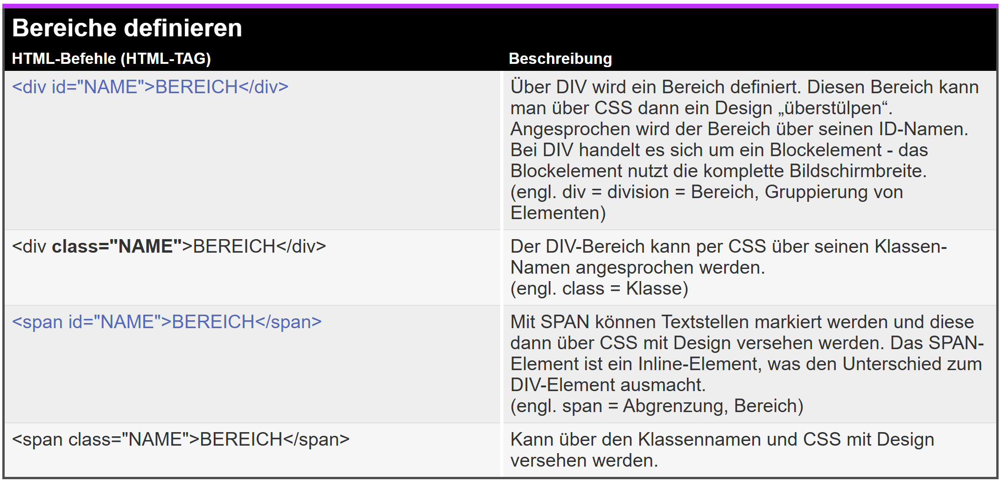 Bereiche definieren
HTML-Befehle (HTML-TAG)
Beschreibung
<div id="NAME">BEREICH</div>
Über DIV wird ein Bereich definiert. Diesen Bereich kann
man über CSS dann ein Design „überstülpen“.
Angesprochen wird der Bereich über seinen ID-Namen.
Bei DIV handelt es sich um ein Blockelement - das
Blockelement nutzt die komplette Bildschirmbreite.
(engl. div = division = Bereich, Gruppierung von
Elementen)
<div class="NAME">BEREICH</div>
Der DIV-Bereich kann per CSS über seinen Klassen-
Namen angesprochen werden.
(engl. class = Klasse)
<span id="NAME">BEREICH</span>
Mit SPAN können Textstellen markiert werden und diese
dann über CSS mit Design versehen werden. Das SPAN-
Element ist ein Inline-Element, was den Unterschied zum
DIV-Element ausmacht.
(engl. span = Abgrenzung, Bereich)
<span class="NAME">BEREICH</span>
Kann über den Klassennamen und CSS mit Design
versehen werden.